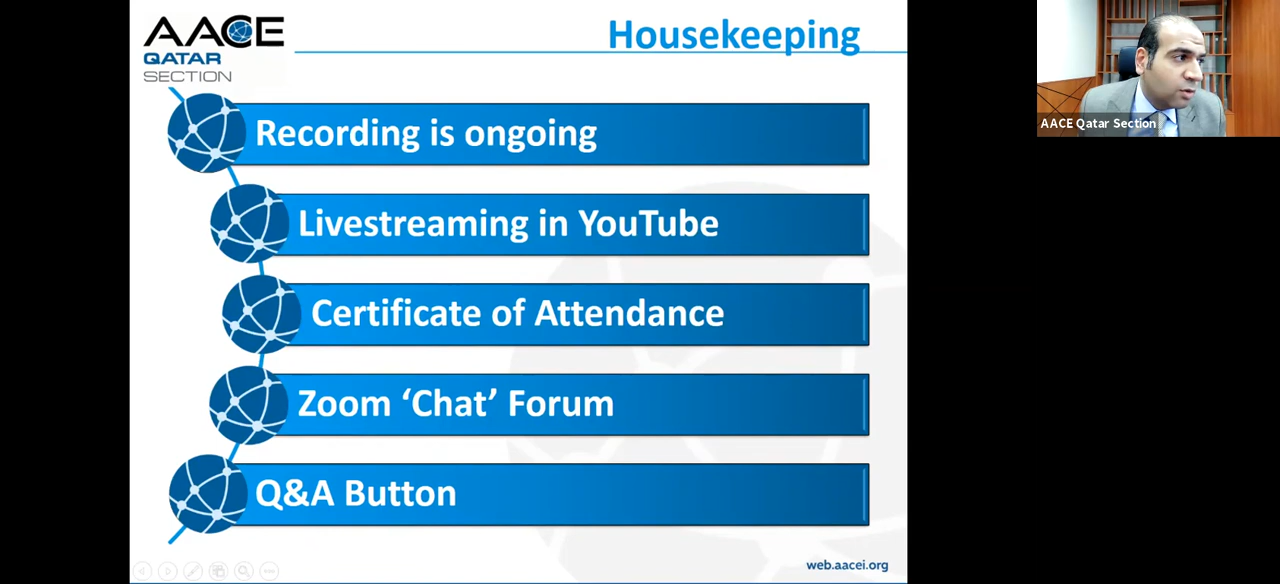 AACE
QATAR
SECTION
Housekeeping
Recording is ongoing
Livestreaming in YouTube
Certificate of Attendance
Zoom ‘Chat’ Forum
Q&A Button
web.aacei.org
AACE Qatar Section